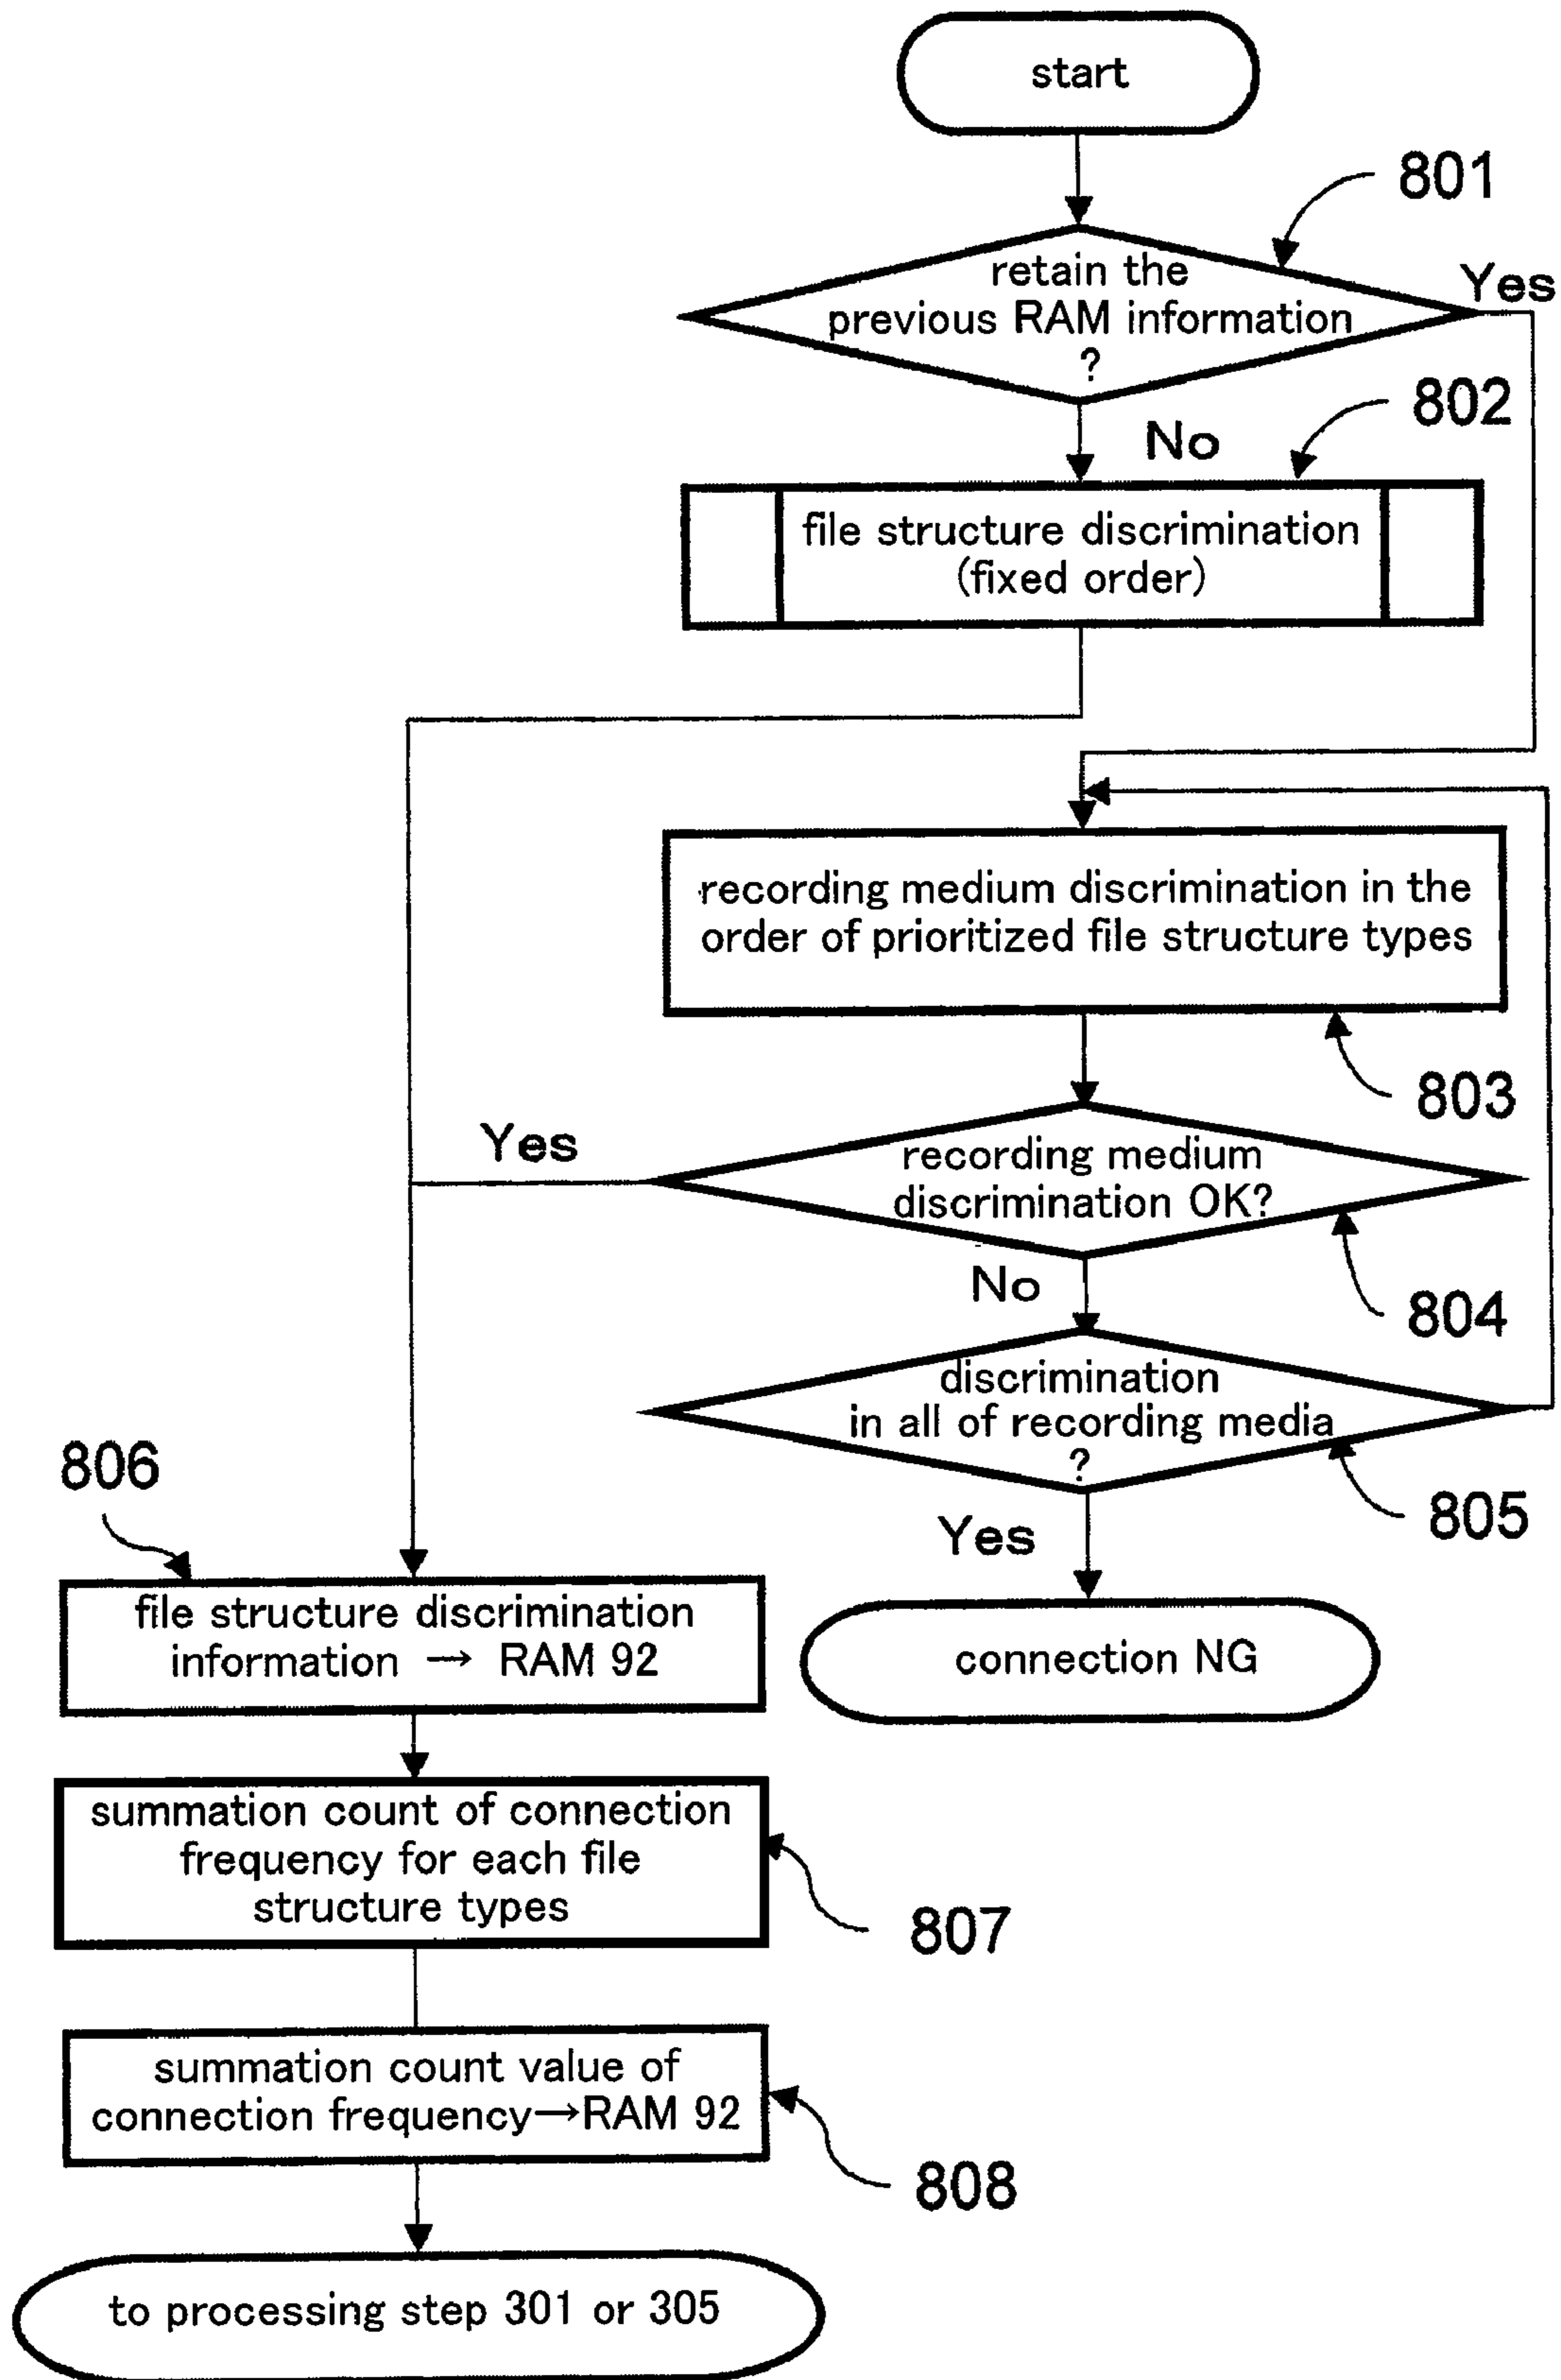 start
801
retain the
previous RAM information
?
Yes
No
802
file structure discrimination
(fixed order)
recording medium discrimination in the
order of prioritized file structure types
803
Yes
recording medium
discrimination OK?
No
804
discrimination
in all of recording media
?
805
Yes
806
file structure discrimination
information → RAM 92
connection NG
summation count of connection
frequency for each file
structure types
807
summation count value of
connection frequency→RAM 92
808
to processing step 301 or 305